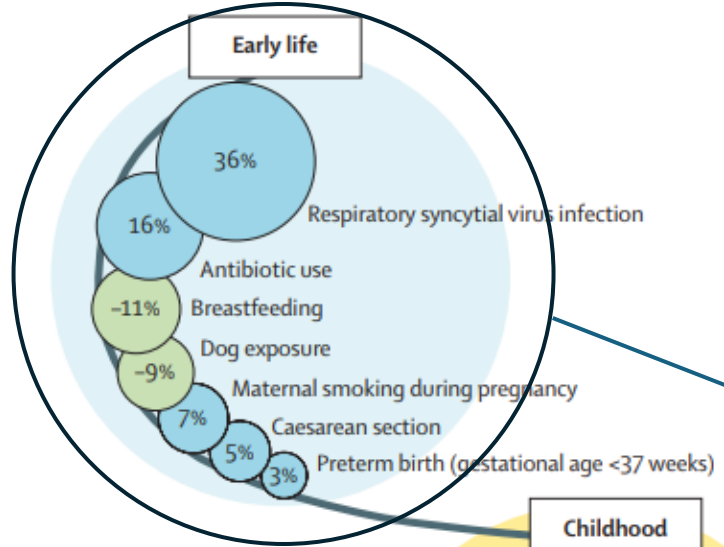 Early life
36%
Respiratory syncytial virus infection
16%
Antibiotic use
–11%
Breastfeeding
Dog exposure
–9%
Maternal smoking during pregnancy
7%
Caesarean section
5%
Preterm birth (gestational age <37 weeks)
3%
Childhood